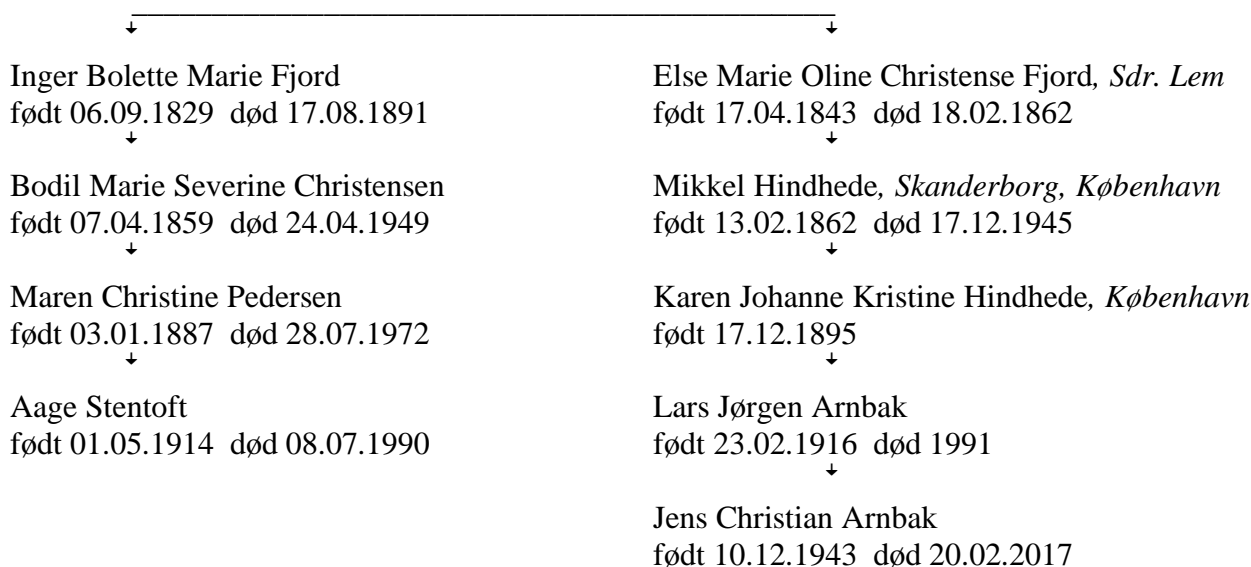 Inger Bolette Marie Fjord
født 06.09.1829 død 17.08.1891
Bodil Marie Severine Christensen
født 07.04.1859 død 24.04.1949
Maren Christine Pedersen
født 03.01.1887 død 28.07.1972
Aage Stentoft
født 01.05.1914 død 08.07.1990
Else Marie Oline Christense Fjord, Sdr. Lem
født 17.04.1843 død 18.02.1862
Mikkel Hindhede, Skanderborg, København
født 13.02.1862 død 17.12.1945
Karen Johanne Kristine Hindhede, København
født 17.12.1895
Lars Jørgen Arnbak
født 23.02.1916 død 1991
Jens Christian Arnbak
født 10.12.1943 død 20.02.2017